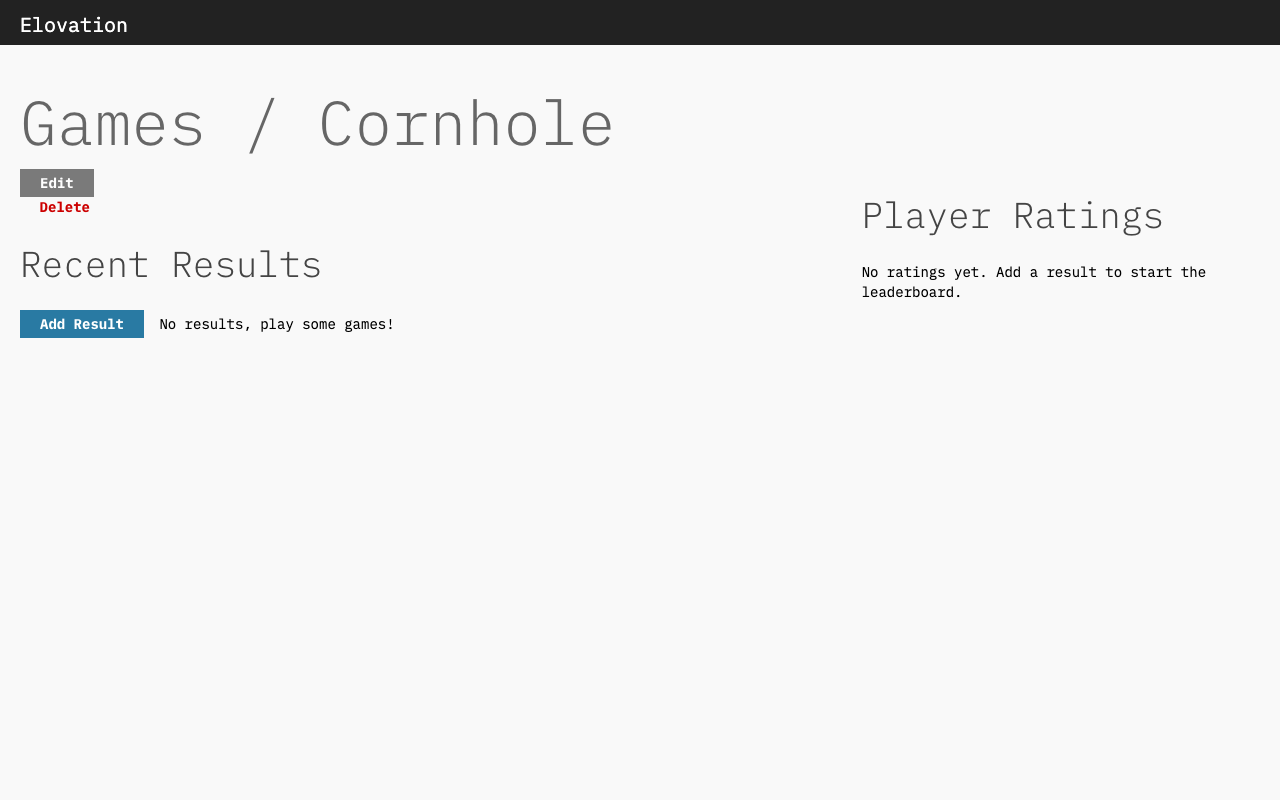 Elovation
Games / Cornhole
Edit
Delete
Recent Results
Add Result
No results, play some games!
Player Ratings
No ratings yet. Add a result to start the
leaderboard.